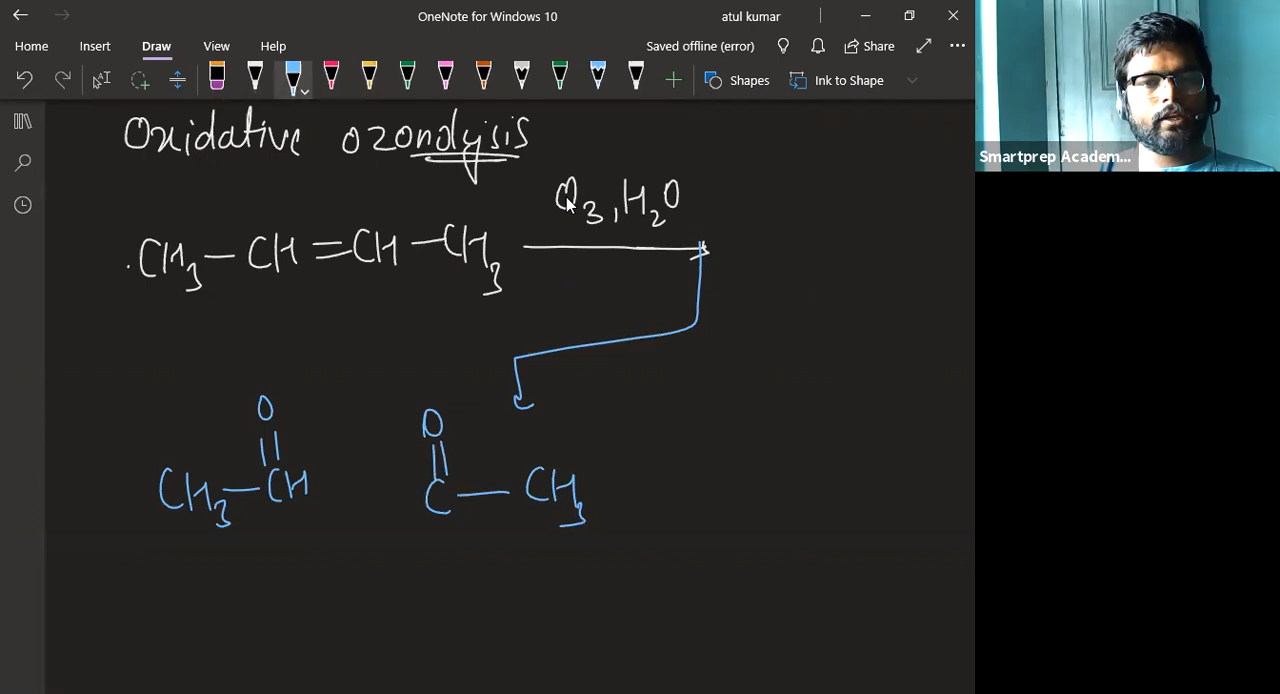 OneNote for Windows 10
atul kumar
Home Insert Draw View Help
Saved offline (error)
Share
Shapes
Ink to Shape
Smartprep Academ...
Oxidative ozonolysis
O3, H2O
.CH3-CH=CH-CH3
O O
CH3-CH C-CH3